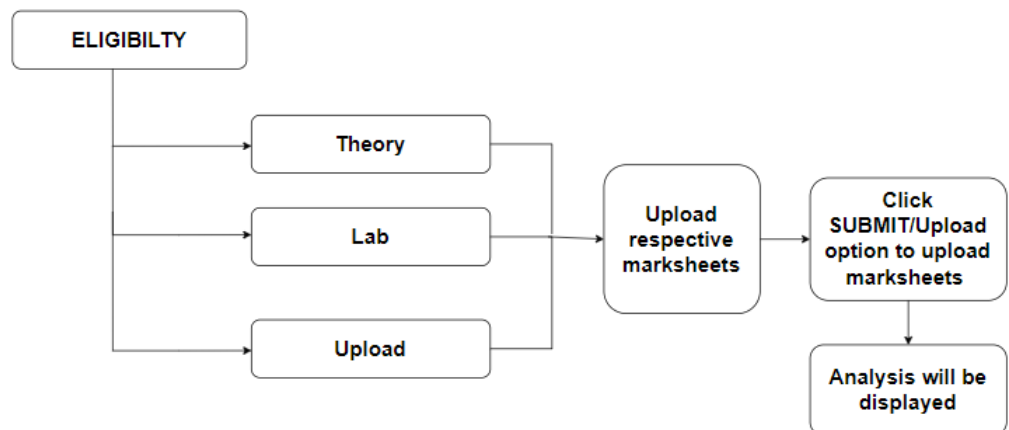 ELIGIBILTY
Theory
Lab
Upload
Upload
respective
marksheets
Click
SUBMIT/Upload
option to upload
marksheets
Analysis will be
displayed